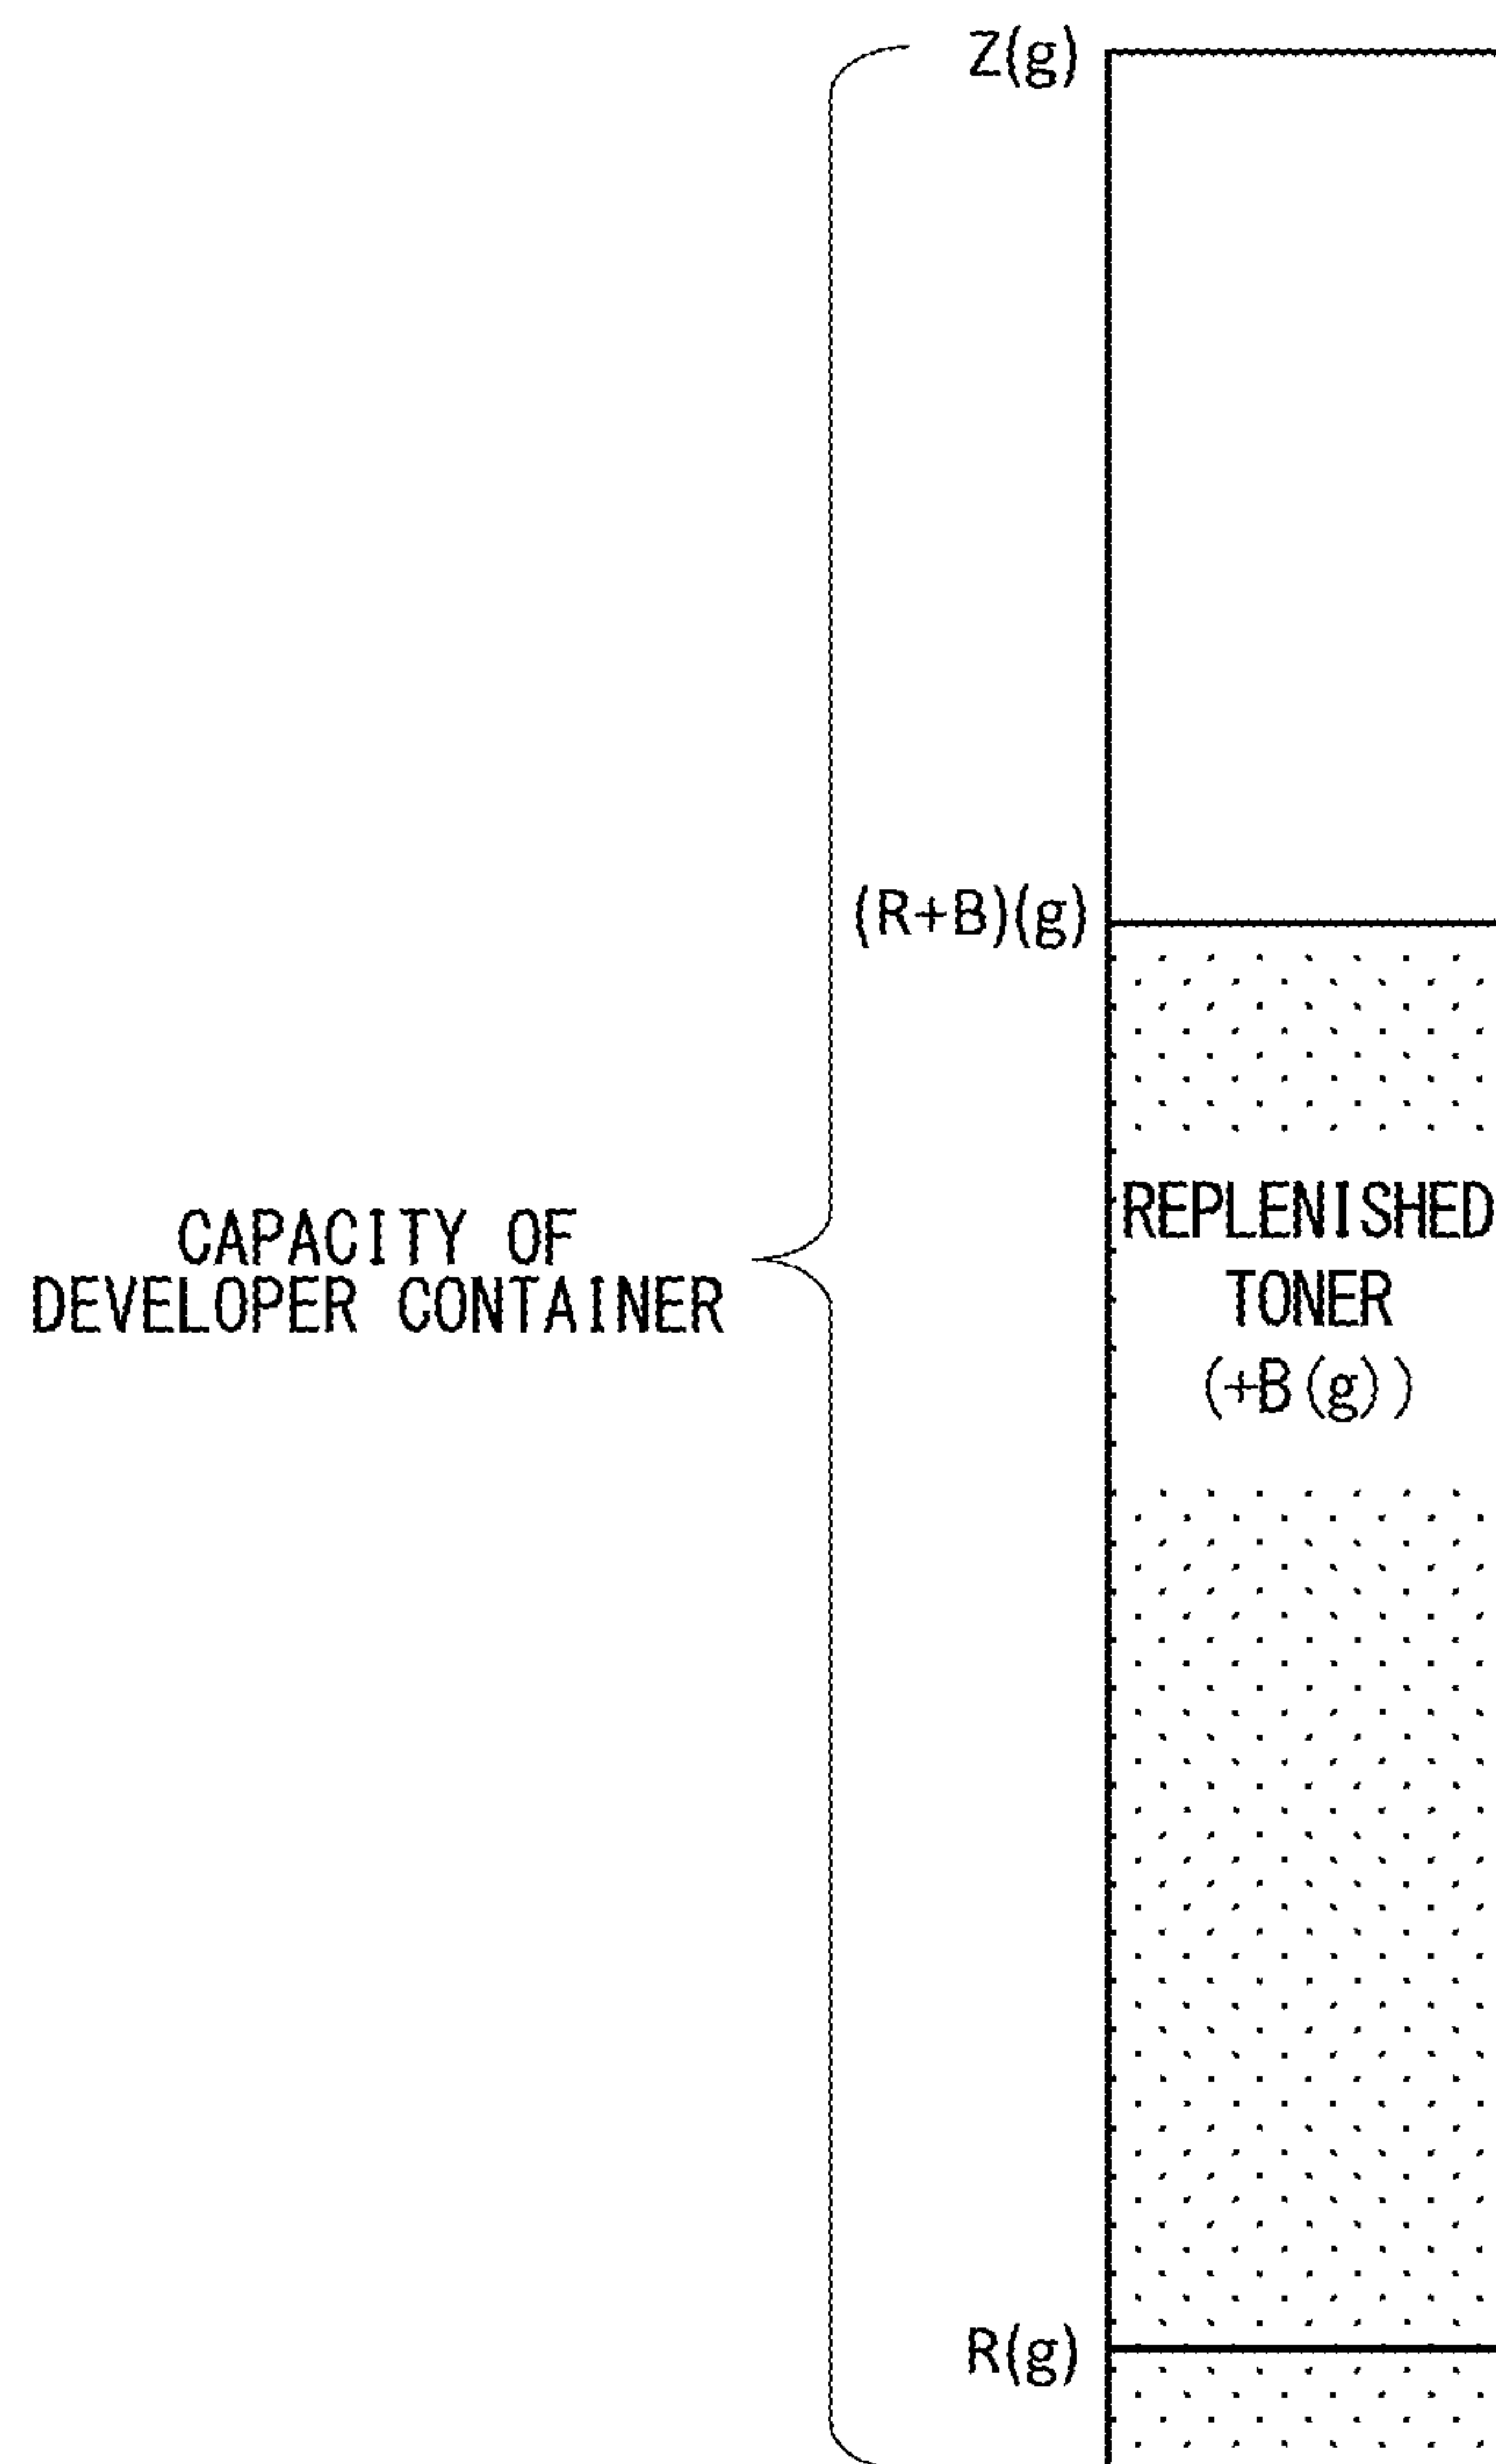 Z(g)
(R+B)(g)
CAPACITY OF
DEVELOPER CONTAINER
REPLENISHED
TONER
(+B(g))
R(g)